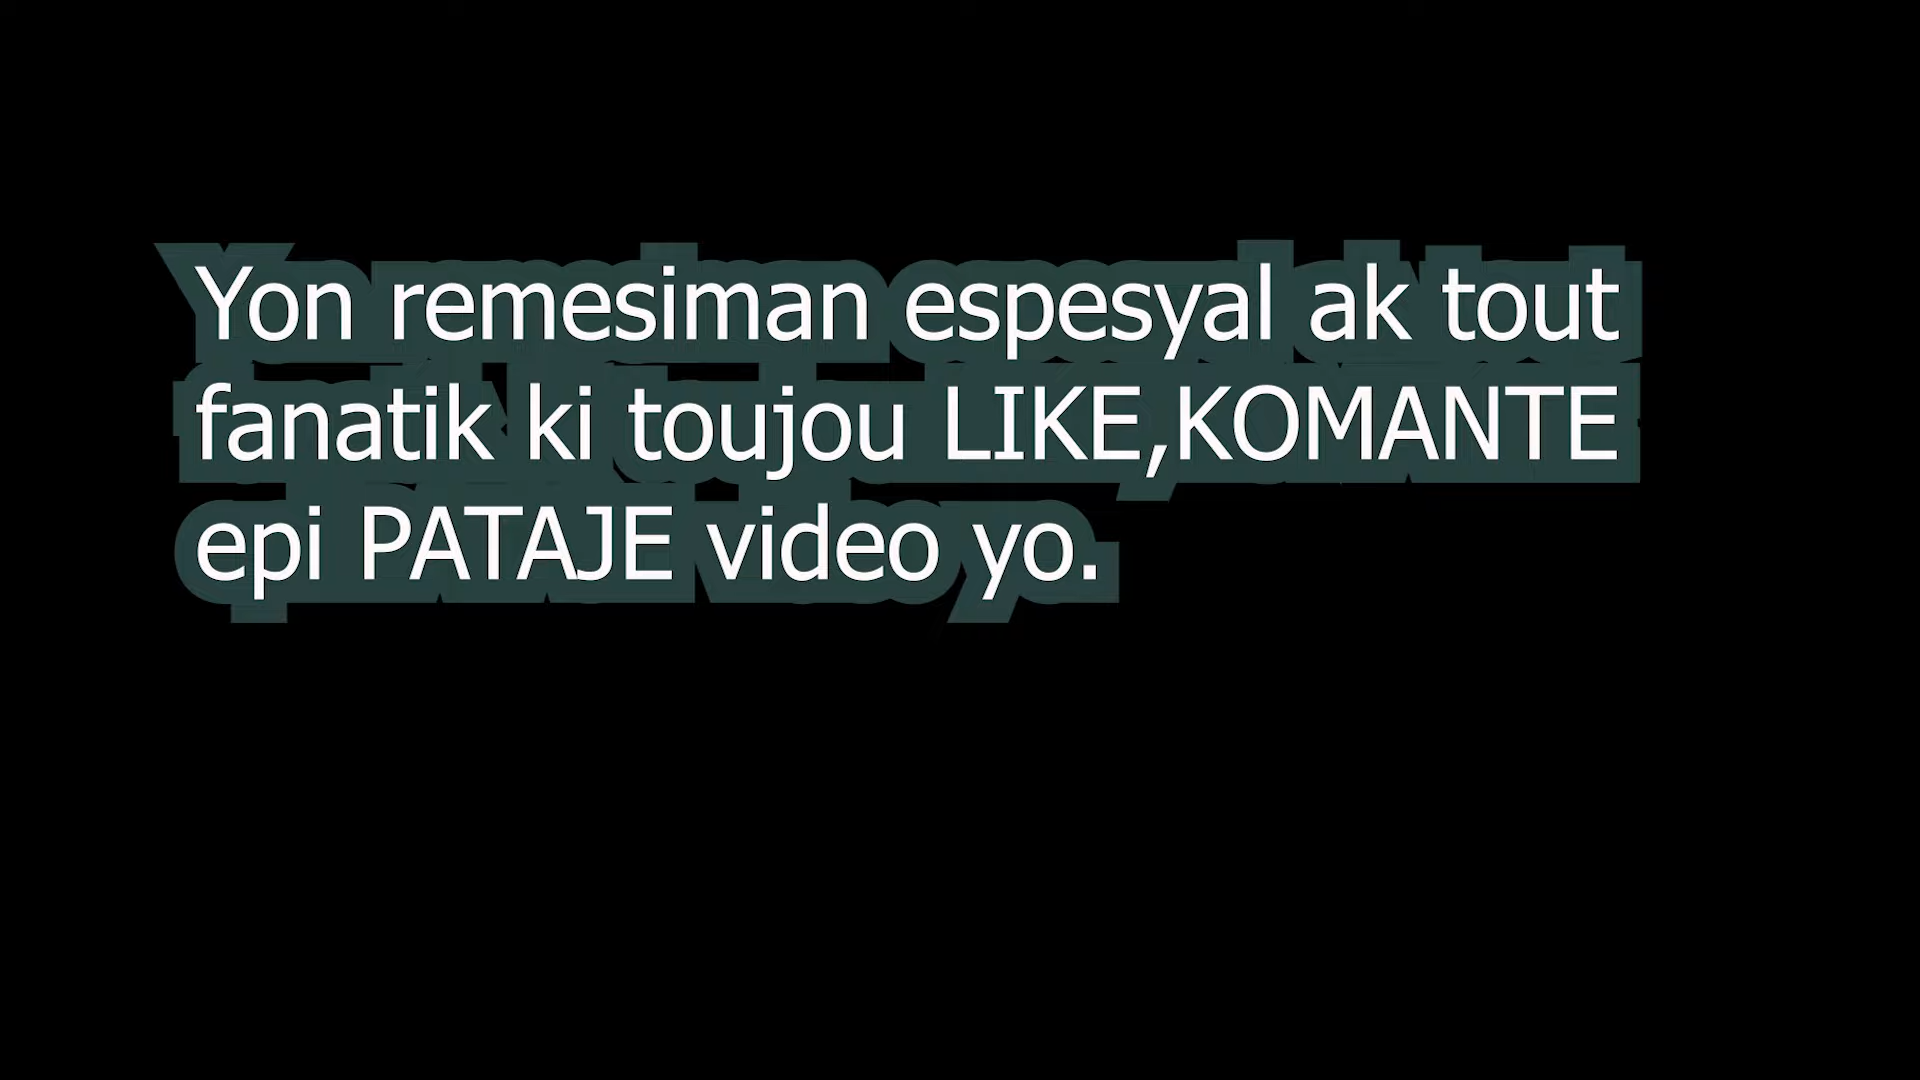 Yon remesiman espesyal ak tout
fanatik ki toujou LIKE,KOMANTE
epi PATAJE video yo.